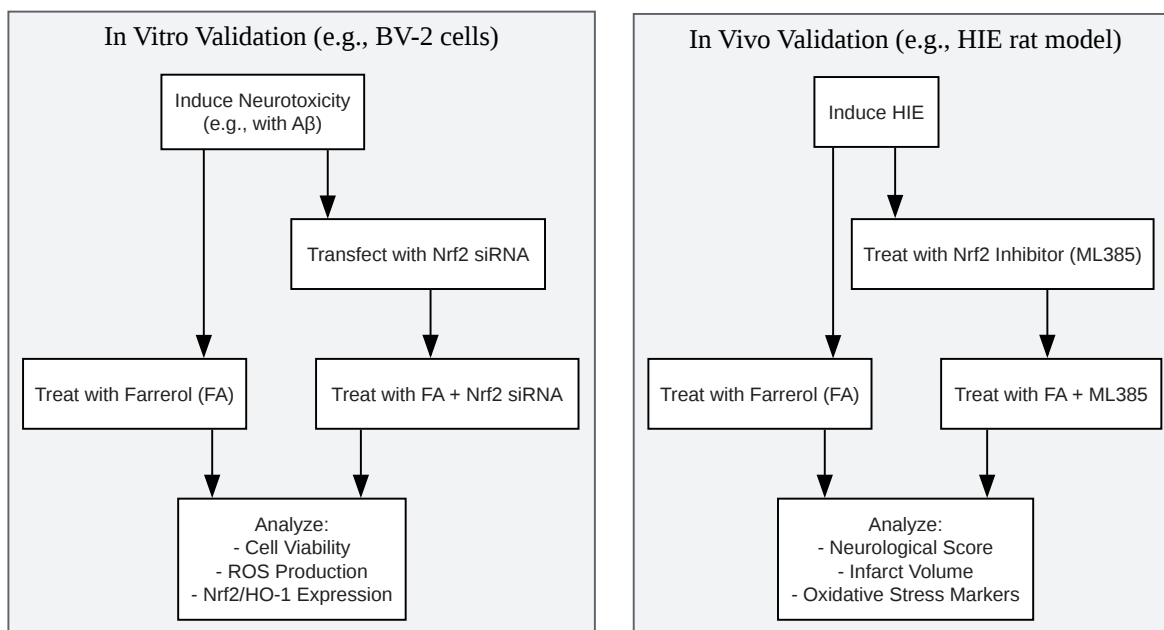 In Vitro Validation (e.g., BV-2 cells)
Induce Neurotoxicity
(e.g., with Aβ)
Transfect with Nrf2 siRNA
Treat with Farrerol (FA)
Treat with FA + Nrf2 siRNA
Analyze:
- Cell Viability
- ROS Production
- Nrf2/HO-1 Expression
In Vivo Validation (e.g., HIE rat model)
Induce HIE
Treat with Nrf2 Inhibitor (ML385)
Treat with Farrerol (FA)
Treat with FA + ML385
Analyze:
- Neurological Score
- Infarct Volume
- Oxidative Stress Markers